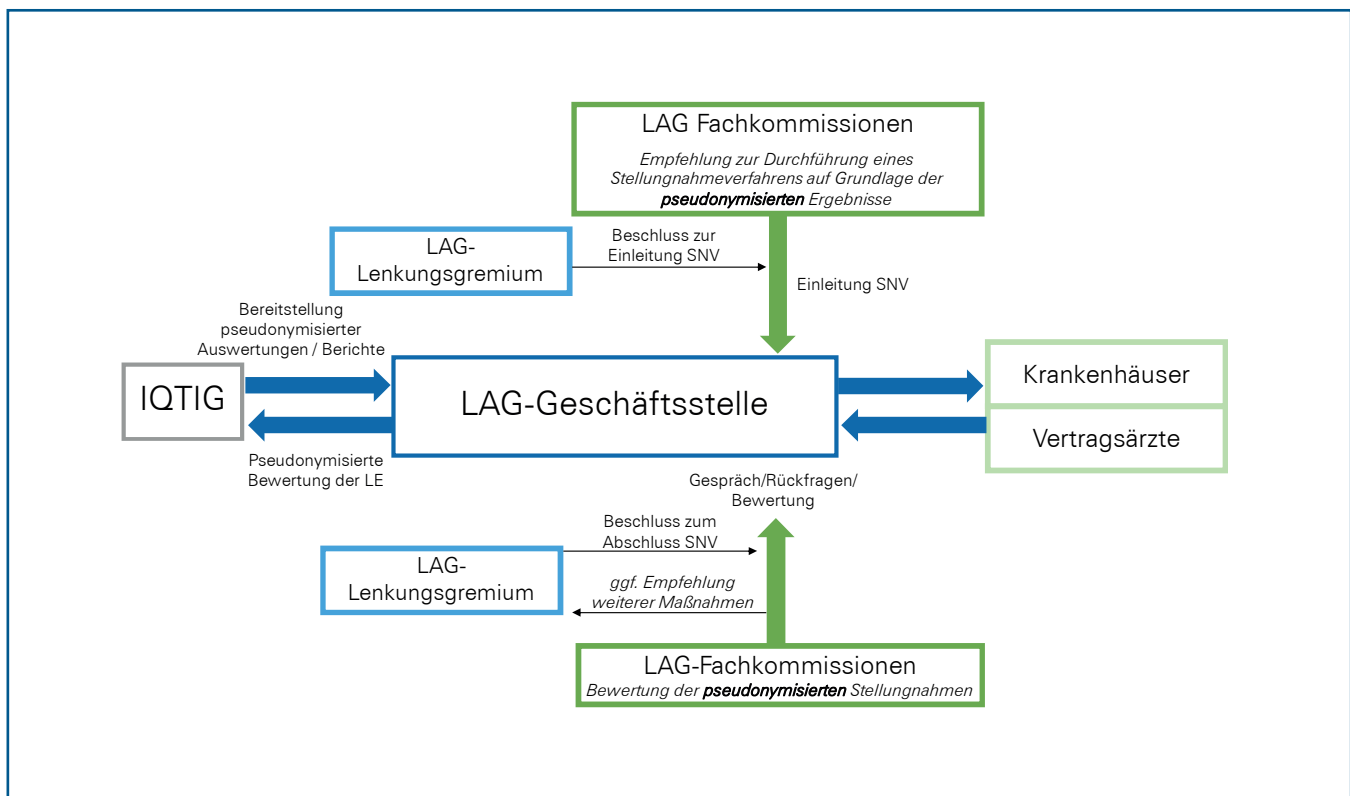 LAG Fachkommissionen
Empfehlung zur Durchführung eines
Stellungnahmeverfahrens auf Grundlage der
pseudonymisierten Ergebnisse
LAG-
Lenkungsgremium
Beschluss zur
Einleitung SNV
Einleitung SNV
Bereitstellung
pseudonymisierter
Auswertungen / Berichte
IQTIG
LAG-Geschäftsstelle
Krankenhäuser
Vertragsärzte
Pseudonymisierte
Bewertung der LE
Gespräch/Rückfragen/
Bewertung
LAG-
Lenkungsgremium
Beschluss zum
Abschluss SNV
ggf. Empfehlung
weiterer Maßnahmen
LAG-Fachkommissionen
Bewertung der pseudonymisierten Stellungnahmen